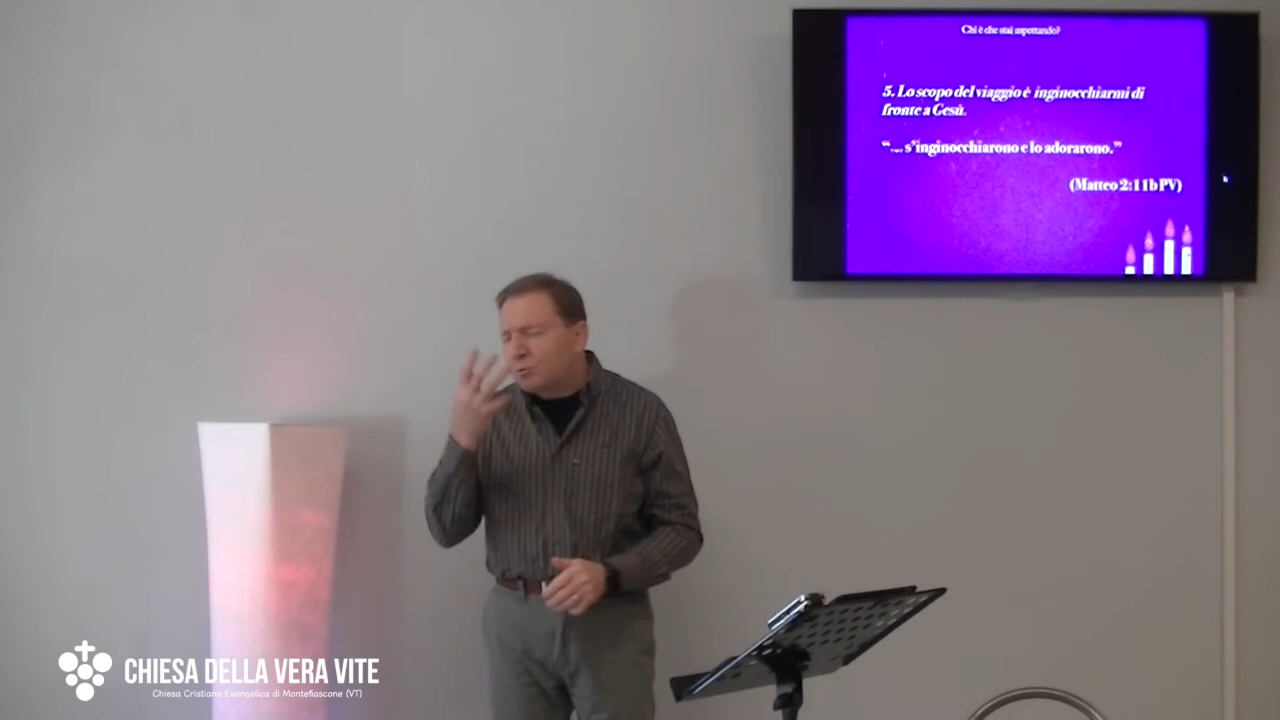 Chi è che stai aspettando?
5. Lo scopo del viaggio è inginocchiarmi di
fronte a Gesù.
“... s’inginocchiarono e lo adorarono.”
(Matteo 2:11b PV)
CHIESA DELLA VERA VITE
Chiesa Cristiana Evangelica di Montefiascone (VT)